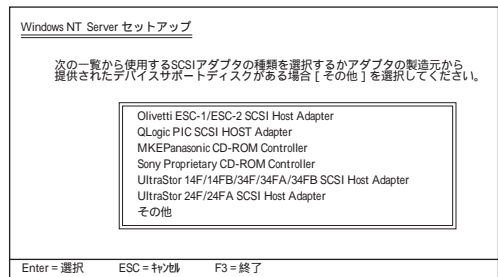 Windows NT Server セットアップ
次の一覧から使用するSCSIアダプタの種類を選択するかアダプタの製造元から
提供されたデバイスサポートディスクがある場合［その他］を選択してください。
Olivetti ESC-1/ESC-2 SCSI Host Adapter
QLogic PIC SCSI HOST Adapter
MKEPanasonic CD-ROM Controller
Sony Proprietary CD-ROM Controller
UltraStor 14F/14FB/34F/34FA/34FB SCSI Host Adapter
UltraStor 24F/24FA SCSI Host Adapter
その他
Enter = 選択 ESC = ｷｬﾝｾﾙ F3 = 終了